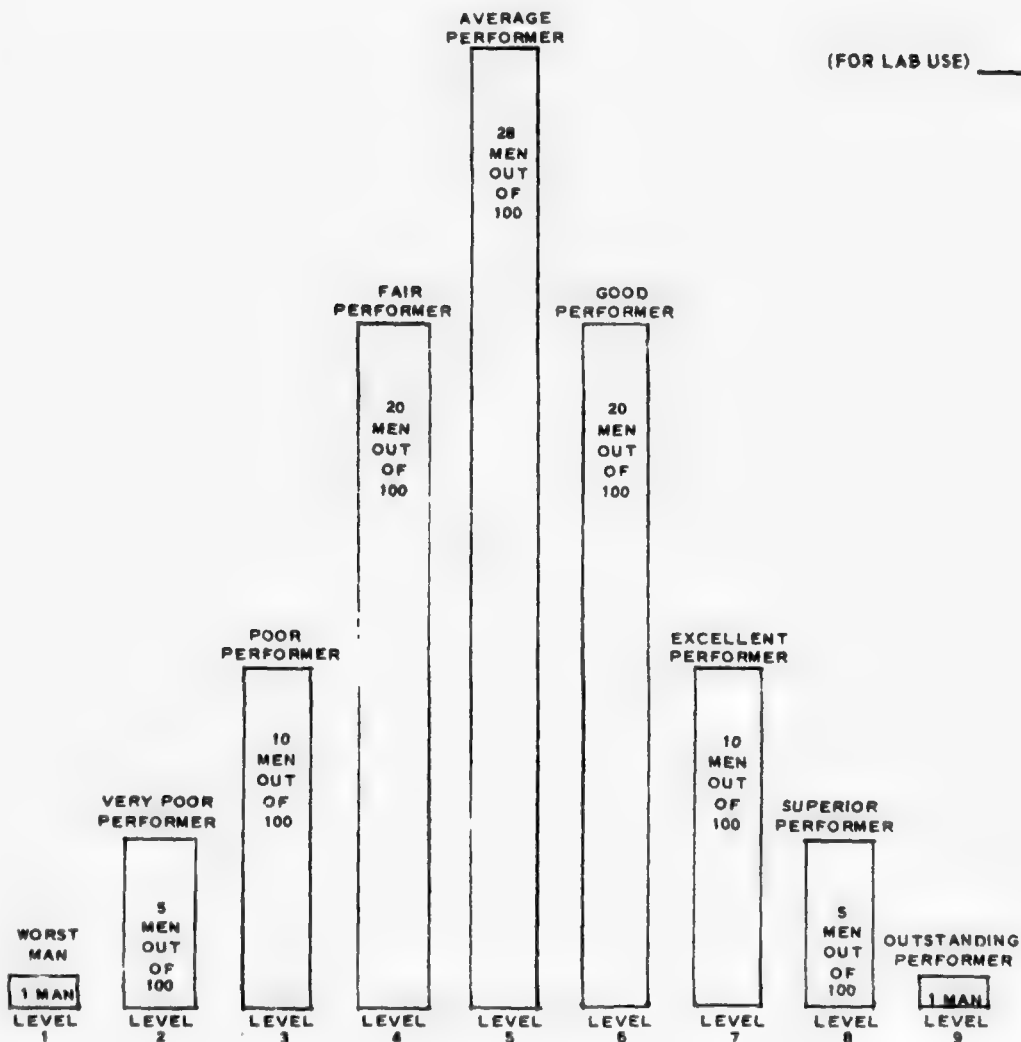 AVERAGE
PERFORMER
(FOR LAB USE)
28
MEN
OUT
OF
100
FAIR
PERFORMER
20
MEN
OUT
OF
100
GOOD
PERFORMER
20
MEN
OUT
OF
100
POOR
PERFORMER
10
MEN
OUT
OF
100
EXCELLENT
PERFORMER
10
MEN
OUT
OF
100
VERY POOR
PERFORMER
5
MEN
OUT
OF
100
SUPERIOR
PERFORMER
5
MEN
OUT
OF
100
WORST
MAN
1 MAN
OUTSTANDING
PERFORMER
1 MAN
LEVEL
1
LEVEL
2
LEVEL
3
LEVEL
4
LEVEL
5
LEVEL
6
LEVEL
7
LEVEL
8
LEVEL
9